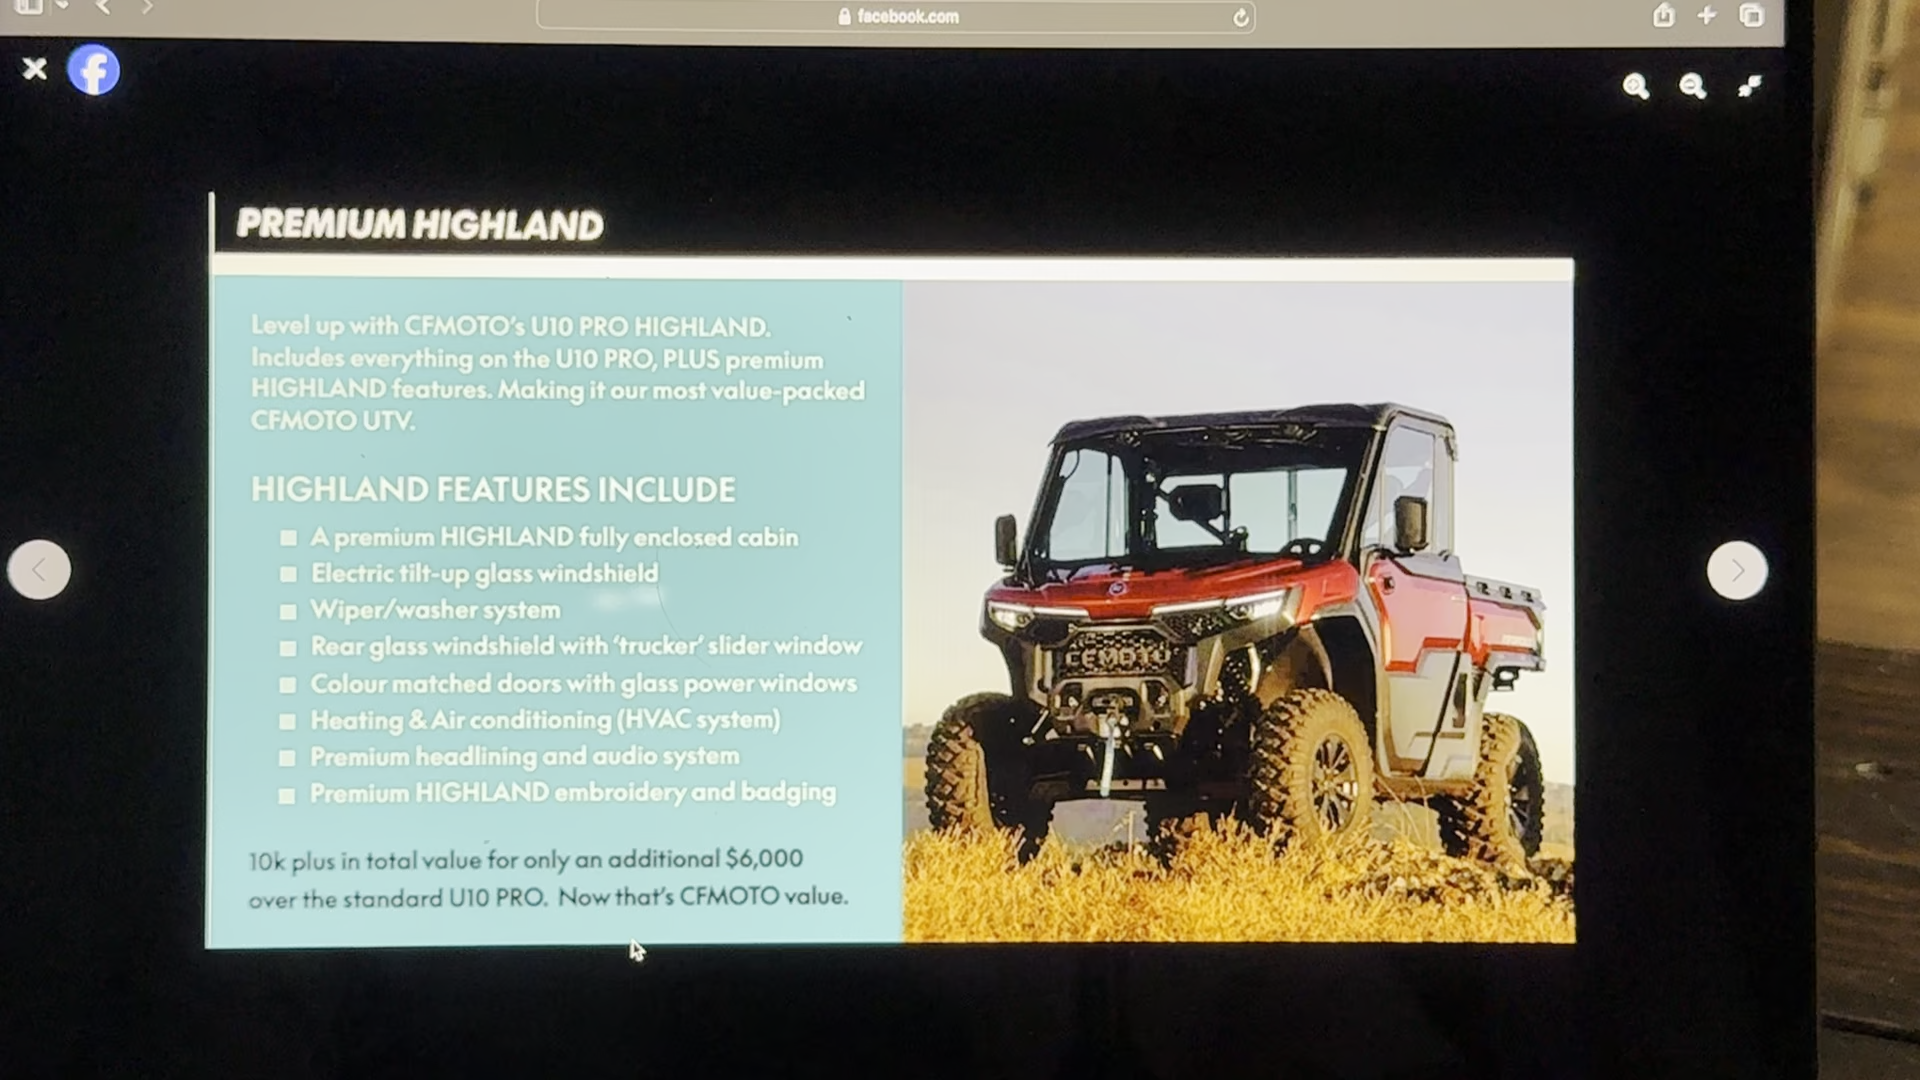 facebook.com
PREMIUM HIGHLAND
Level up with CFMOTO's U10 PRO HIGHLAND.
Includes everything on the U10 PRO, PLUS premium
HIGHLAND features. Making it our most value-packed
CFMOTO UTV.
HIGHLAND FEATURES INCLUDE
A premium HIGHLAND fully enclosed cabin
Electric tilt-up glass windshield
Wiper/washer system
Rear glass windshield with 'trucker' slider window
Colour matched doors with glass power windows
Heating & Air conditioning (HVAC system)
Premium headlining and audio system
Premium HIGHLAND embroidery and badging
10k plus in total value for only an additional $6,000
over the standard U10 PRO. Now that's CFMOTO value.
CFMOTO